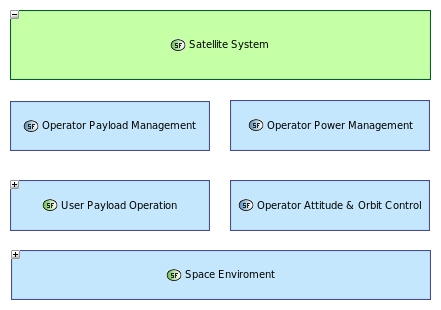 SF Satellite System
SF Operator Payload Management
SF Operator Power Management
SF User Payload Operation
SF Operator Attitude & Orbit Control
SF Space Enviroment